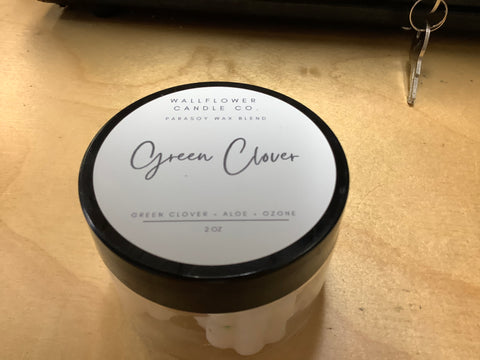 WALLFLOWER
CANDLE CO.
PARASOY WAX BLEND
Green Clover
GREEN CLOVER • ALOE • OZONE
2 OZ